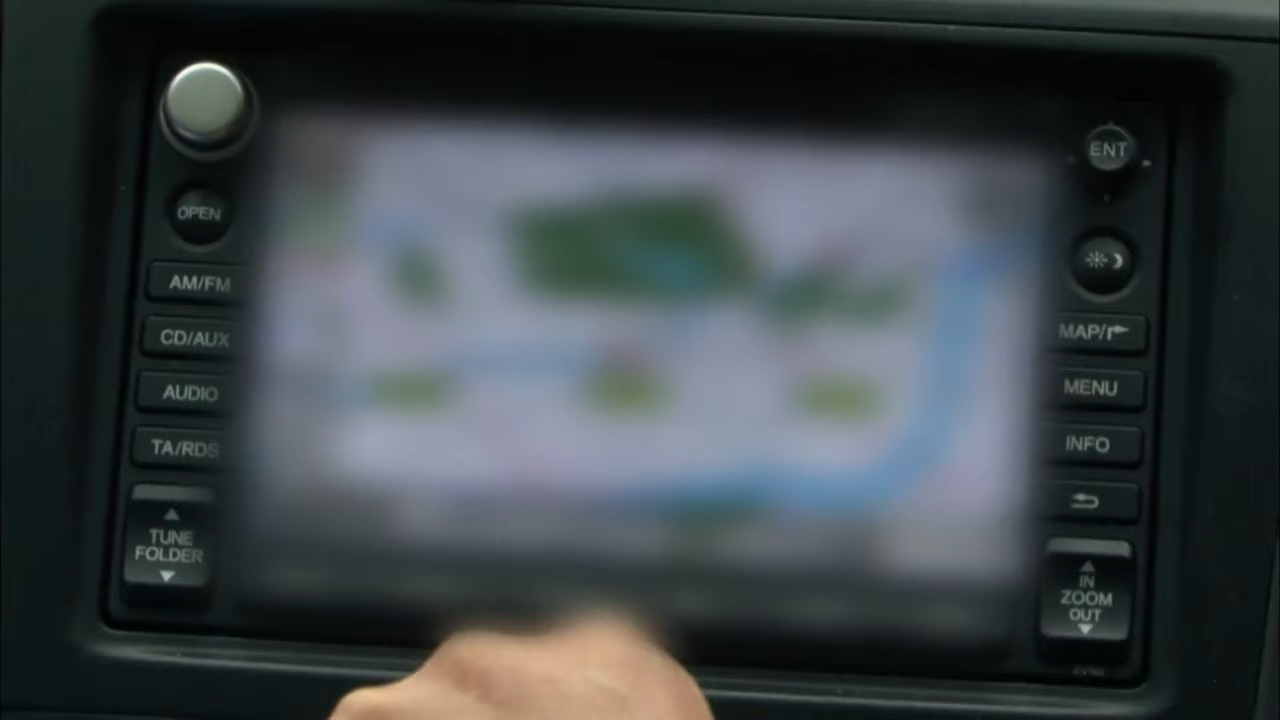 OPEN
AM/FM
CD/AUX
AUDIO
TA/RDS
TUNE
FOLDER
ENT
MAP/
MENU
INFO
IN
ZOOM
OUT